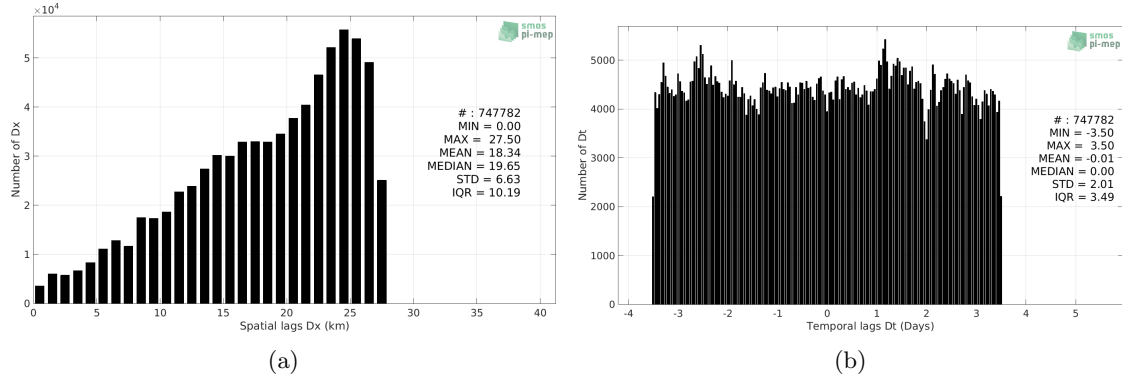 ×10⁴
5
4
3
2
1
0
Number of Dx
0 5 10 15 20 25 30 35 40
Spatial lags Dx (km)
smos
pi-mep
# : 747782
MIN = 0.00
MAX = 27.50
MEAN = 18.34
MEDIAN = 19.65
STD = 6.63
IQR = 10.19
(a)
5000
4000
3000
2000
1000
0
Number of Dt
-4 -3 -2 -1 0 1 2 3 4 5
Temporal lags Dt (Days)
smos
pi-mep
# : 747782
MIN = -3.50
MAX = 3.50
MEAN = -0.01
MEDIAN = 0.00
STD = 2.01
IQR = 3.49
(b)